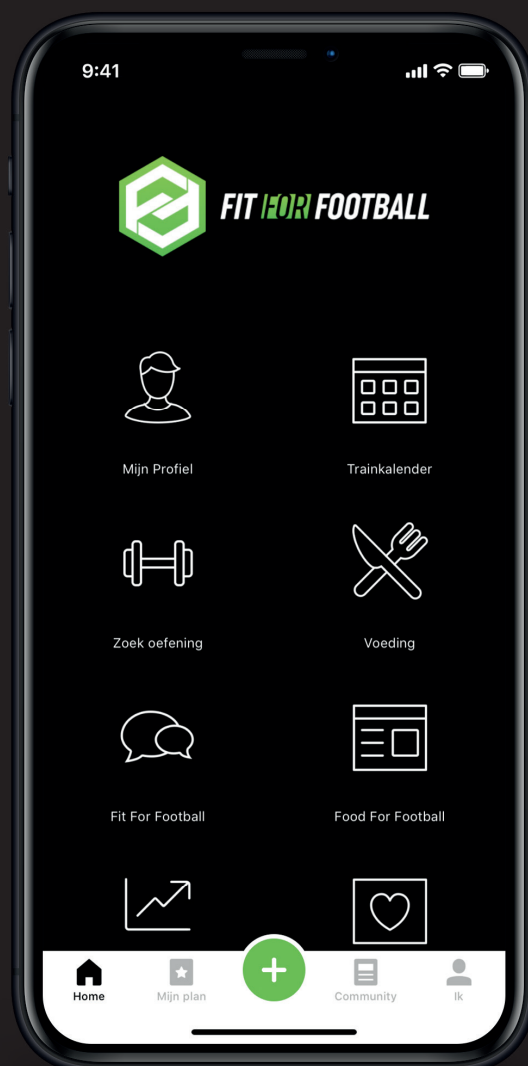 9:41
FIT FOR FOOTBALL
Mijn Profiel
Trainkalender
Zoek oefening
Voeding
Fit For Football
Food For Football
Home
Mijn plan
Community
Ik